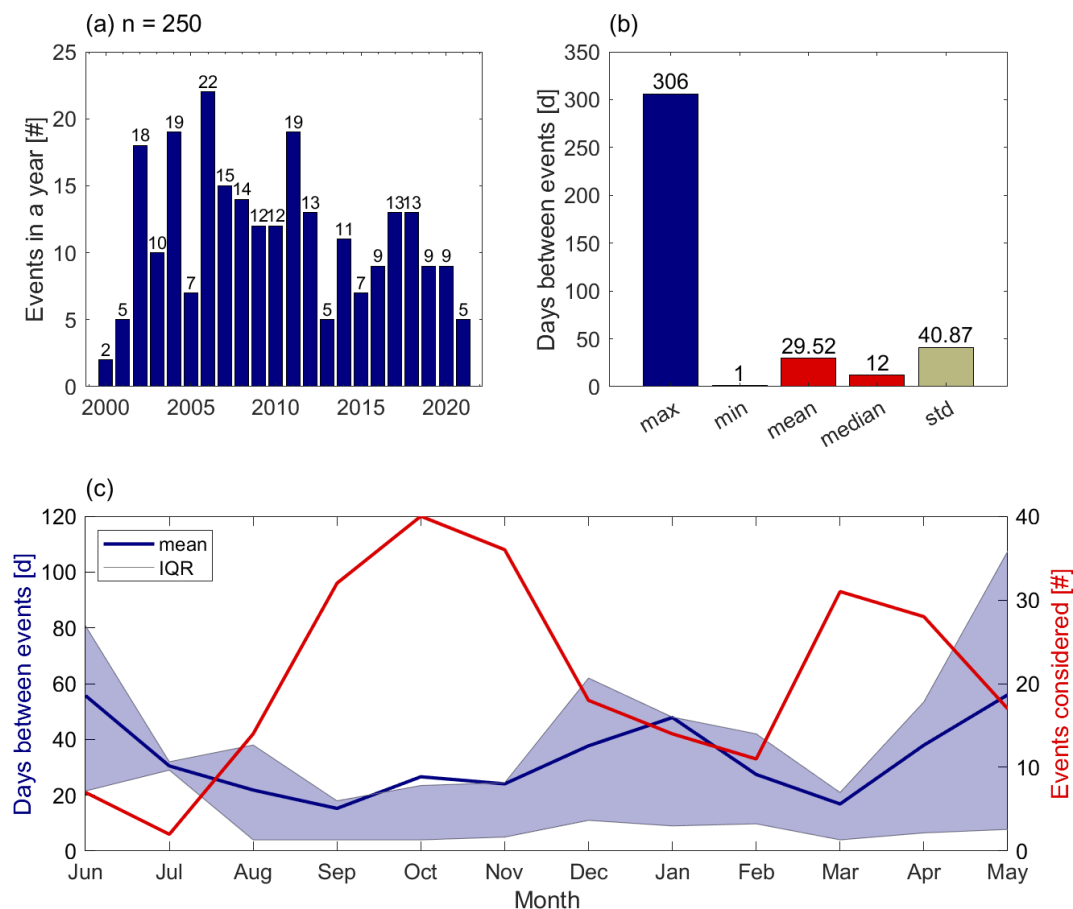 (a) n = 250
Events in a year [#]
25
20
15
10
5
0
2
5
18
10
19
7
22
15
14
12
12
19
13
5
11
7
9
13
13
9
9
5
2000
2005
2010
2015
2020
(b)
Days between events [d]
350
300
250
200
150
100
50
0
306
1
29.52
12
40.87
max
min
mean
median
std
(c)
Days between events [d]
120
100
80
60
40
20
0
mean
IQR
40
30
20
10
0
Events considered [#]
Jun
Jul
Aug
Sep
Oct
Nov
Dec
Jan
Feb
Mar
Apr
May
Month